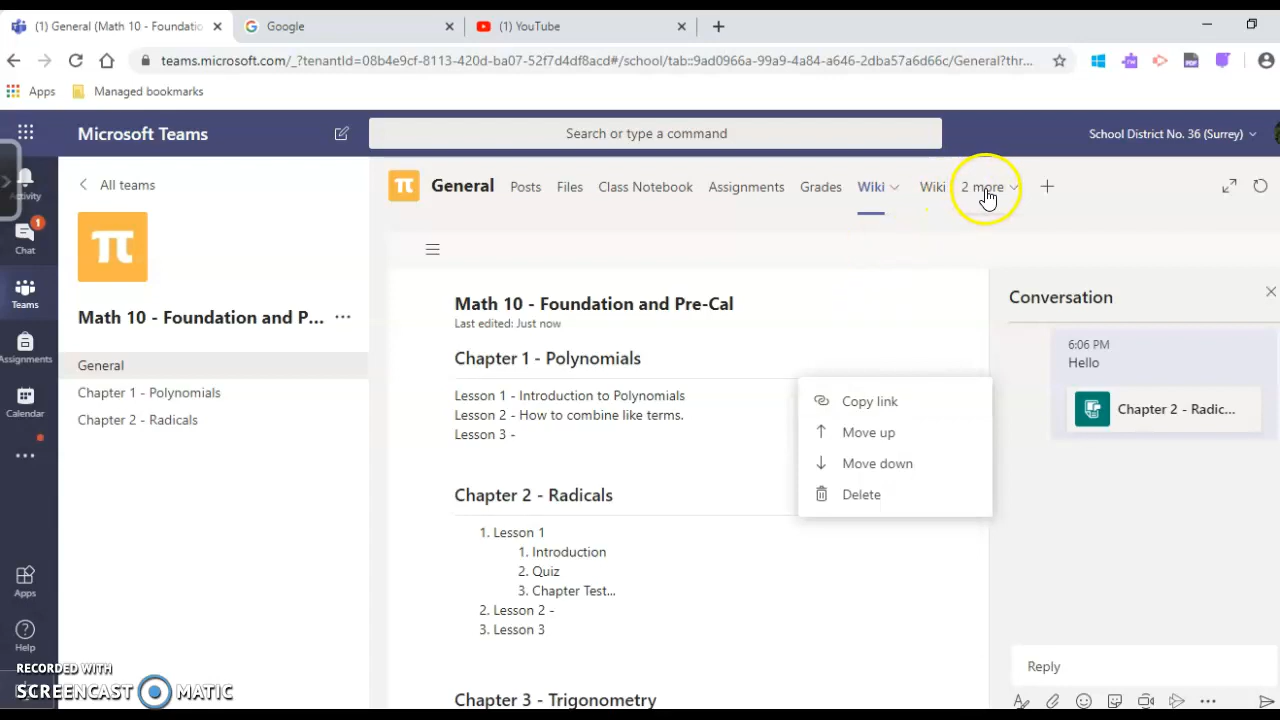 (1) General (Math 10 - Foundatio
Google
(1) YouTube
teams.microsoft.com/_?tenantId=08b4e9cf-8113-420d-aa07-52f7d4df8acd#/school/tab::9ad0966a-99a9-4a84-a646-2dba57a6d66c/General?thr...
Apps
Managed bookmarks
Microsoft Teams
Search or type a command
School District No. 36 (Surrey)
Activity
Chat
1
Teams
Assignments
Calendar
Apps
Help
All teams
π
Math 10 - Foundation and P...
General
Chapter 1 - Polynomials
Chapter 2 - Radicals
π
General
Posts
Files
Class Notebook
Assignments
Grades
Wiki
Wiki
2 more
Math 10 - Foundation and Pre-Cal
Last edited: Just now
Chapter 1 - Polynomials
Lesson 1 - Introduction to Polynomials
Lesson 2 - How to combine like terms.
Lesson 3 -
Chapter 2 - Radicals
1. Lesson 1
1. Introduction
2. Quiz
3. Chapter Test...
2. Lesson 2 -
3. Lesson 3
Chapter 3 - Trigonometry
Copy link
Move up
Move down
Delete
Conversation
6:06 PM
Hello
Chapter 2 - Radic...
Reply
RECORDED WITH
SCREENCAST MATIC